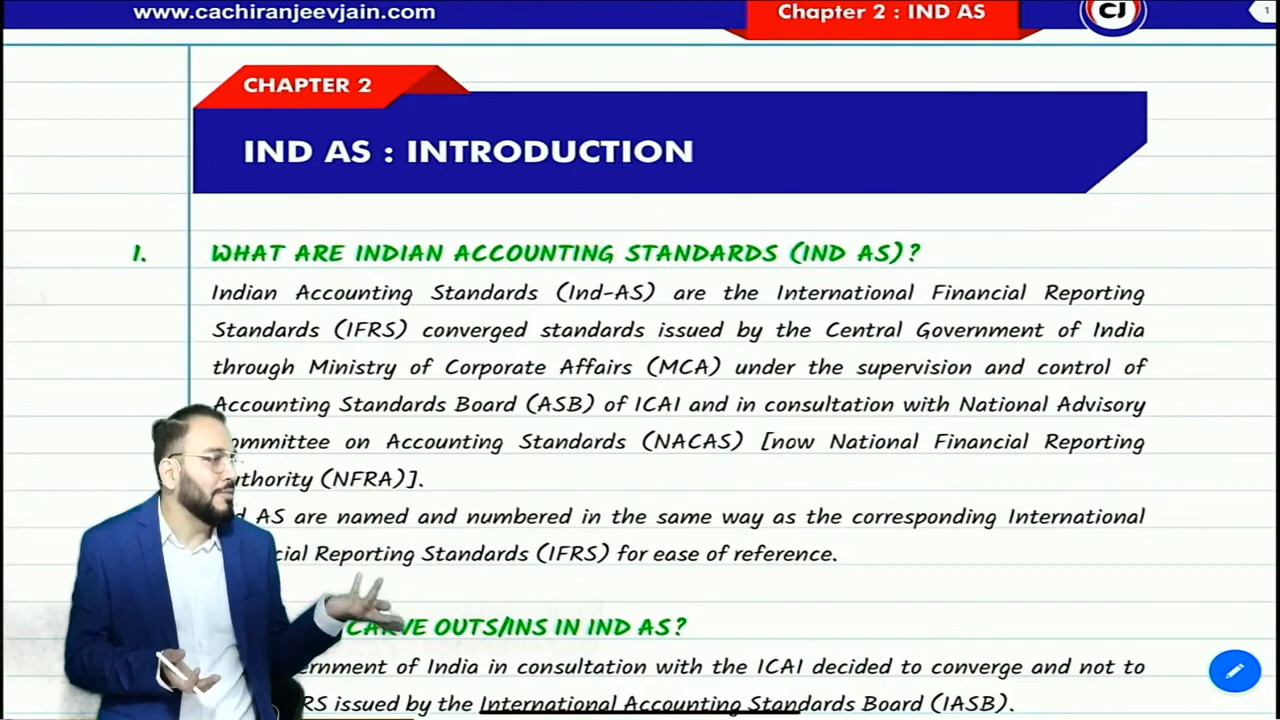 www.cachiranjeevjain.com
Chapter 2 : IND AS
CJ
1
CHAPTER 2
IND AS : INTRODUCTION
1. WHAT ARE INDIAN ACCOUNTING STANDARDS (IND AS)?
Indian Accounting Standards (Ind-AS) are the International Financial Reporting
Standards (IFRS) converged standards issued by the Central Government of India
through Ministry of Corporate Affairs (MCA) under the supervision and control of
Accounting Standards Board (ASB) of ICAI and in consultation with National Advisory
ommittee on Accounting Standards (NACAS) [now National Financial Reporting
uthority (NFRA)].
d AS are named and numbered in the same way as the corresponding International
cial Reporting Standards (IFRS) for ease of reference.
CARVE OUTS/INS IN IND AS?
ernment of India in consultation with the ICAI decided to converge and not to
RS issued by the International Accounting Standards Board (IASB).